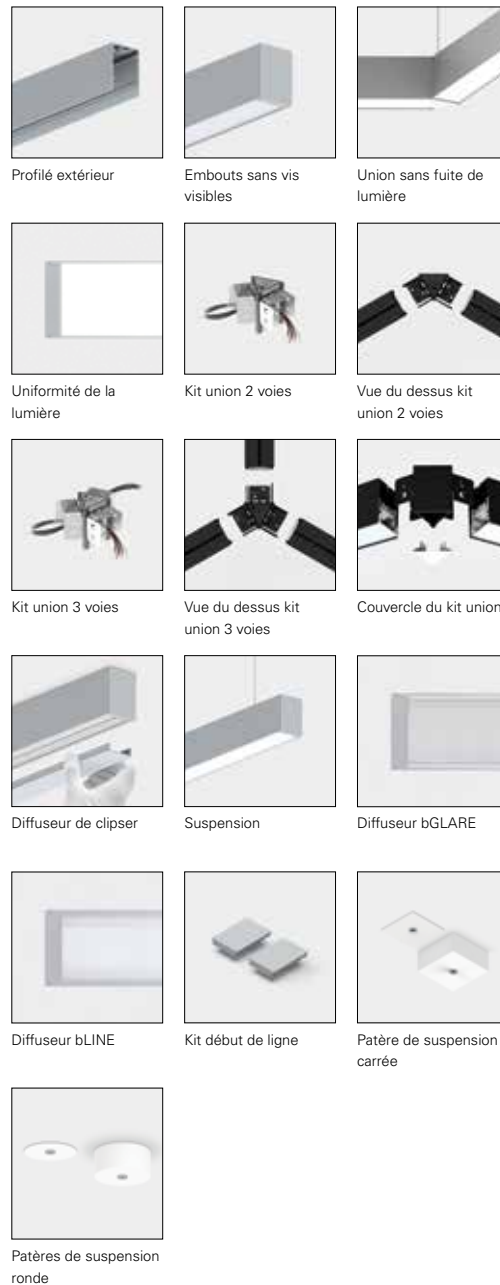 Profilé extérieur
Embouts sans vis
visibles
Union sans fuite de
lumière
Uniformité de la
lumière
Kit union 2 voies
Vue du dessus kit
union 2 voies
Kit union 3 voies
Vue du dessus kit
union 3 voies
Couvercle du kit union
Diffuseur de clipser
Suspension
Diffuseur bGLARE
Diffuseur bLINE
Kit début de ligne
Patère de suspension
carrée
Patères de suspension
ronde